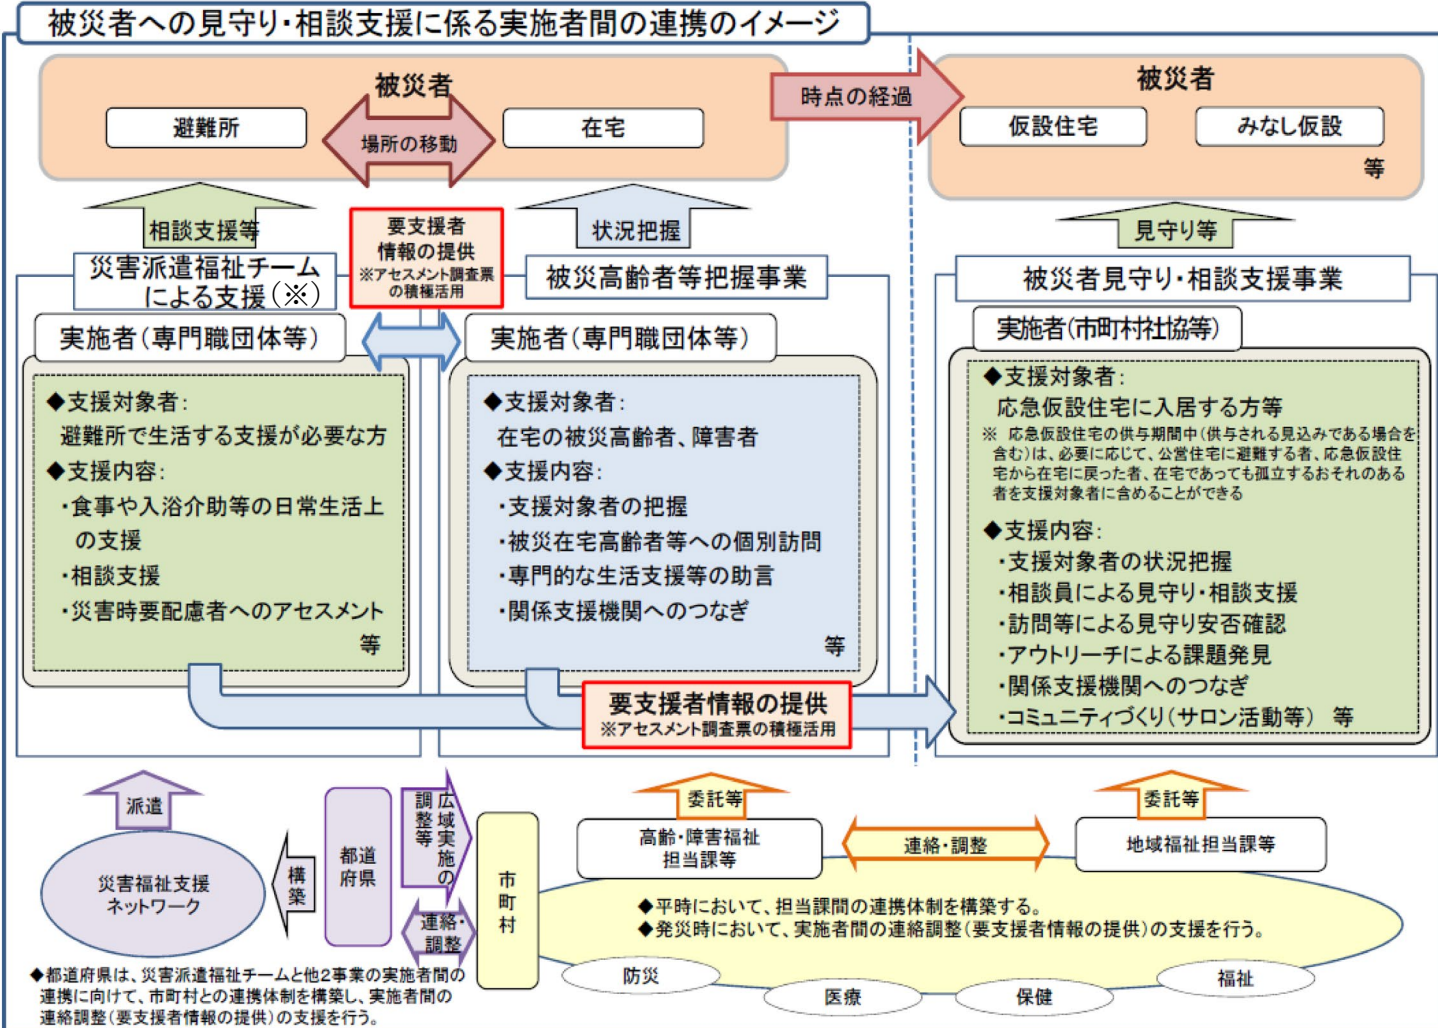 被災者への見守り・相談支援に係る実施者間の連携のイメージ
被災者
避難所
場所の移動
在宅
時点の経過
被災者
仮設住宅
みなし仮設
等
相談支援等
要支援者
情報の提供
※アセスメント調査票
の積極活用
状況把握
見守り等
災害派遣福祉チーム
による支援(※)
被災高齢者等把握事業
被災者見守り・相談支援事業
実施者(専門職団体等)
◆支援対象者:
避難所で生活する支援が必要な方
◆支援内容:
・食事や入浴介助等の日常生活上
の支援
・相談支援
・災害時要配慮者へのアセスメント
等
実施者(専門職団体等)
◆支援対象者:
在宅の被災高齢者、障害者
◆支援内容:
・支援対象者の把握
・被災在宅高齢者等への個別訪問
・専門的な生活支援等の助言
・関係支援機関へのつなぎ
等
実施者(市町村社協等)
◆支援対象者:
応急仮設住宅に入居する方等
※ 応急仮設住宅の供与期間中(供与される見込みである場合を
含む)は、必要に応じて、公営住宅に避難する者、応急仮設住
宅から在宅に戻った者、在宅であっても孤立するおそれのある
者を支援対象者に含めることができる
◆支援内容:
・支援対象者の状況把握
・相談員による見守り・相談支援
・訪問等による見守り安否確認
・アウトリーチによる課題発見
・関係支援機関へのつなぎ
・コミュニティづくり(サロン活動等) 等
要支援者情報の提供
※アセスメント調査票の積極活用
派遣
災害福祉支援
ネットワーク
構築
都道
府県
広域実施の
調整等
連絡・
調整
市町村
委託等
高齢・障害福祉
担当課等
連絡・調整
委託等
地域福祉担当課等
◆平時において、担当課間の連携体制を構築する。
◆発災時において、実施者間の連絡調整(要支援者情報の提供)の支援を行う。
防災
医療
保健
福祉
◆都道府県は、災害派遣福祉チームと他2事業の実施者間の
連携に向けて、市町村との連携体制を構築し、実施者間の
連絡調整(要支援者情報の提供)の支援を行う。